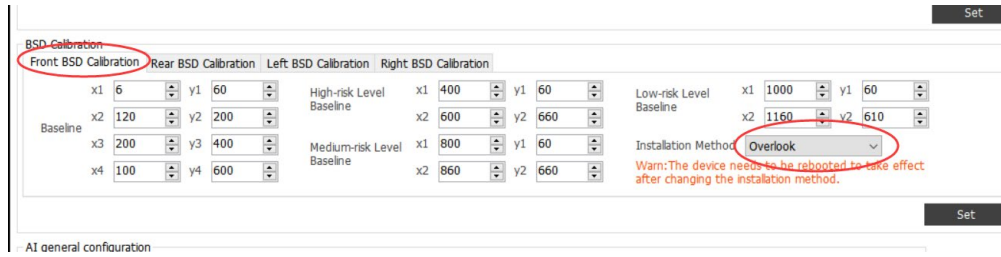 Set
BSD Calibration
Front BSD Calibration Rear BSD Calibration Left BSD Calibration Right BSD Calibration
Baseline
x1 6 y1 60
x2 120 y2 200
x3 200 y3 400
x4 100 y4 600
High-risk Level
Baseline
x1 400 y1 60
x2 600 y2 660
Medium-risk Level
Baseline
x1 800 y1 60
x2 860 y2 660
Low-risk Level
Baseline
x1 1000 y1 60
x2 1160 y2 610
Installation Method Overlook
Warn:The device needs to be rebooted to take effect
after changing the installation method.
Set
AI general configuration